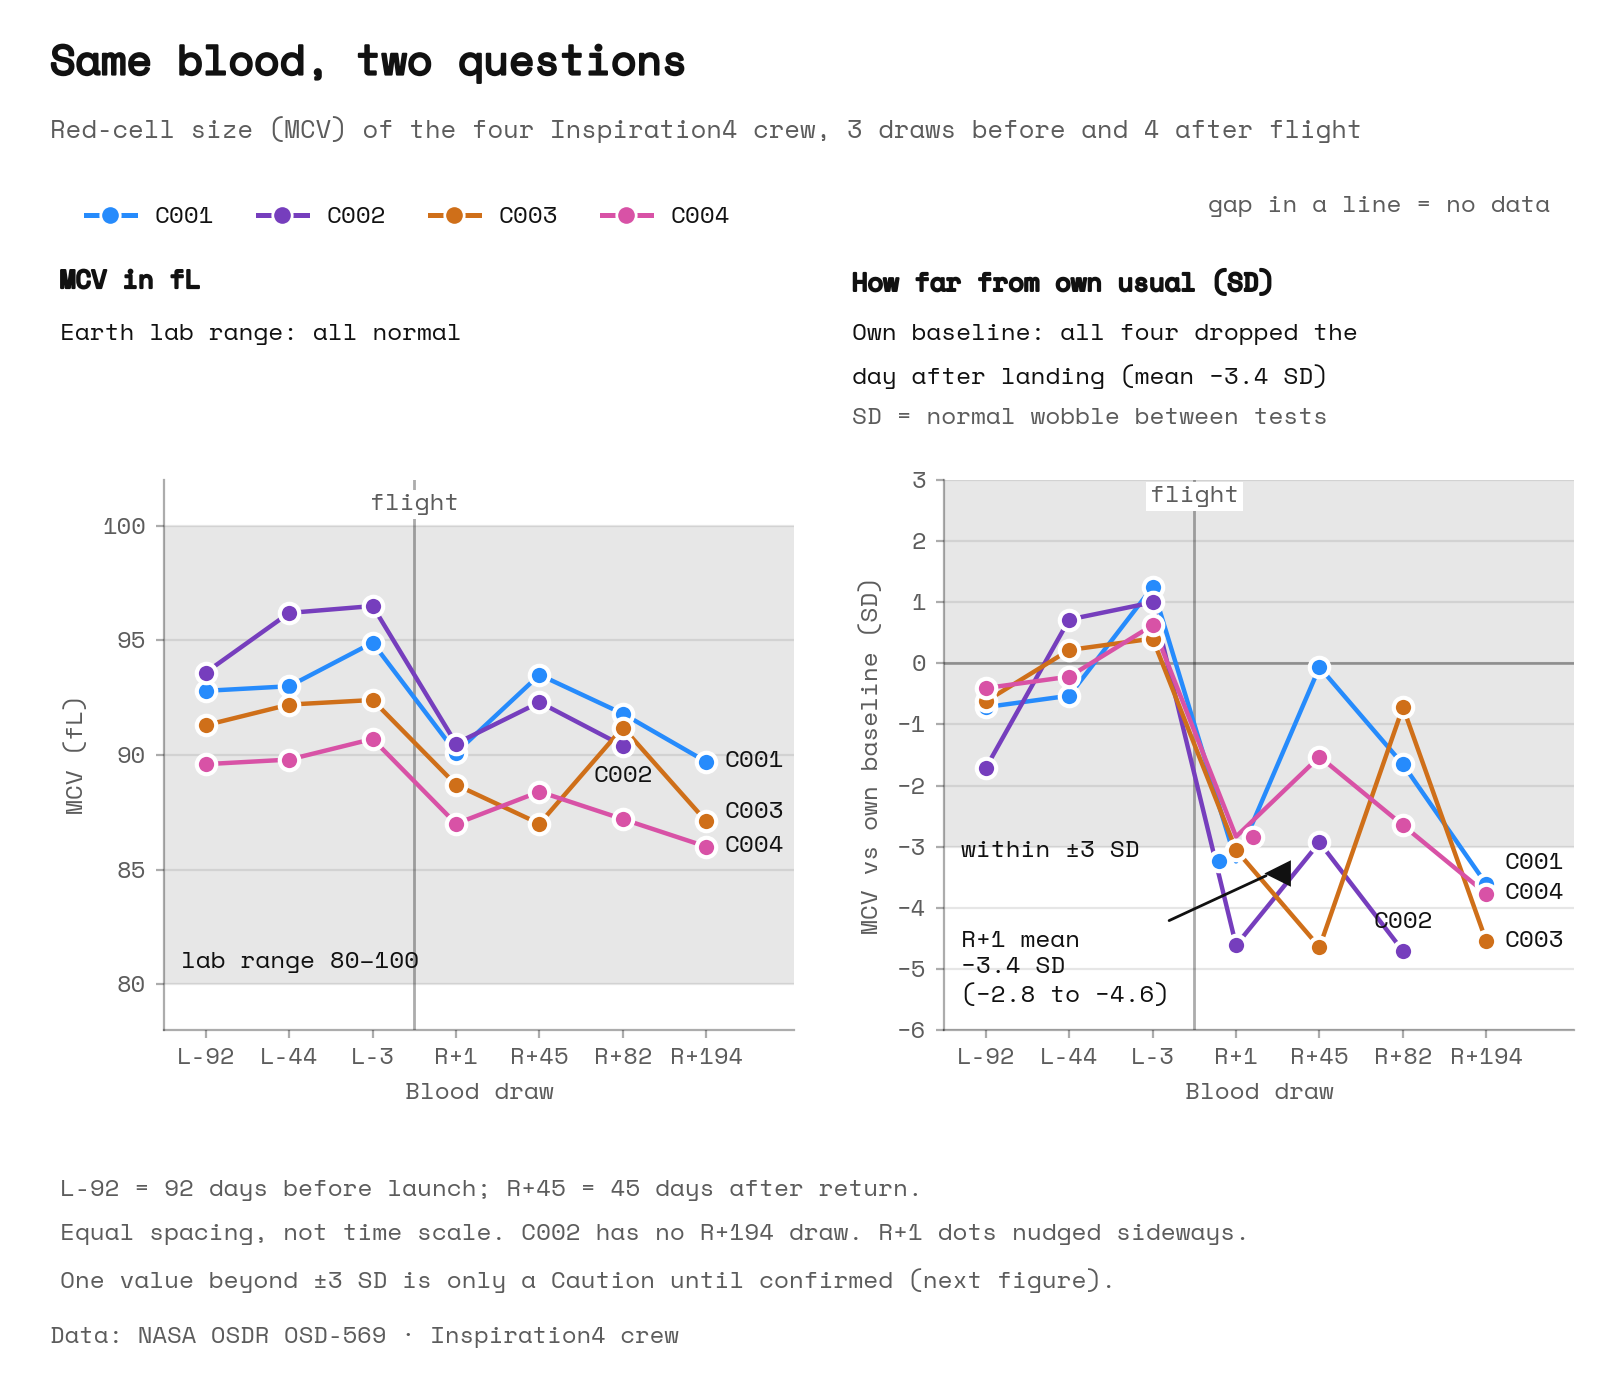 Same blood, two questions
Red-cell size (MCV) of the four Inspiration4 crew, 3 draws before and 4 after flight
C001 C002 C003 C004
gap in a line = no data
MCV in fL
Earth lab range: all normal
flight
100
95
90
85
80
MCV (fL)
C001
C002
C003
C004
lab range 80–100
L-92 L-44 L-3 R+1 R+45 R+82 R+194
Blood draw
How far from own usual (SD)
Own baseline: all four dropped the
day after landing (mean −3.4 SD)
SD = normal wobble between tests
flight
3
2
1
0
−1
−2
−3
−4
−5
−6
MCV vs own baseline (SD)
within ±3 SD
C001
C004
C002
C003
R+1 mean
−3.4 SD
(−2.8 to −4.6)
L-92 L-44 L-3 R+1 R+45 R+82 R+194
Blood draw
L-92 = 92 days before launch; R+45 = 45 days after return.
Equal spacing, not time scale. C002 has no R+194 draw. R+1 dots nudged sideways.
One value beyond ±3 SD is only a Caution until confirmed (next figure).
Data: NASA OSDR OSD-569 · Inspiration4 crew